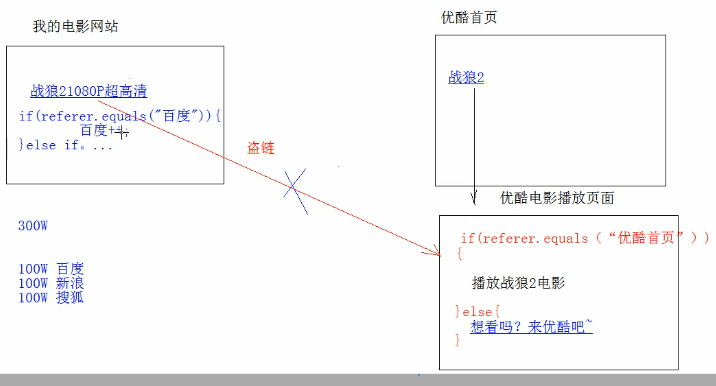 我的电影网站
战狼21080P超高清
if(referer.equals("百度")){
百度++,
}else if。...
300W
100W 百度
100W 新浪
100W 搜狐
盗链
优酷首页
战狼2
优酷电影播放页面
if(referer.equals（“优酷首页”))
{
播放战狼2电影
}else{
想看吗？来优酷吧~
}